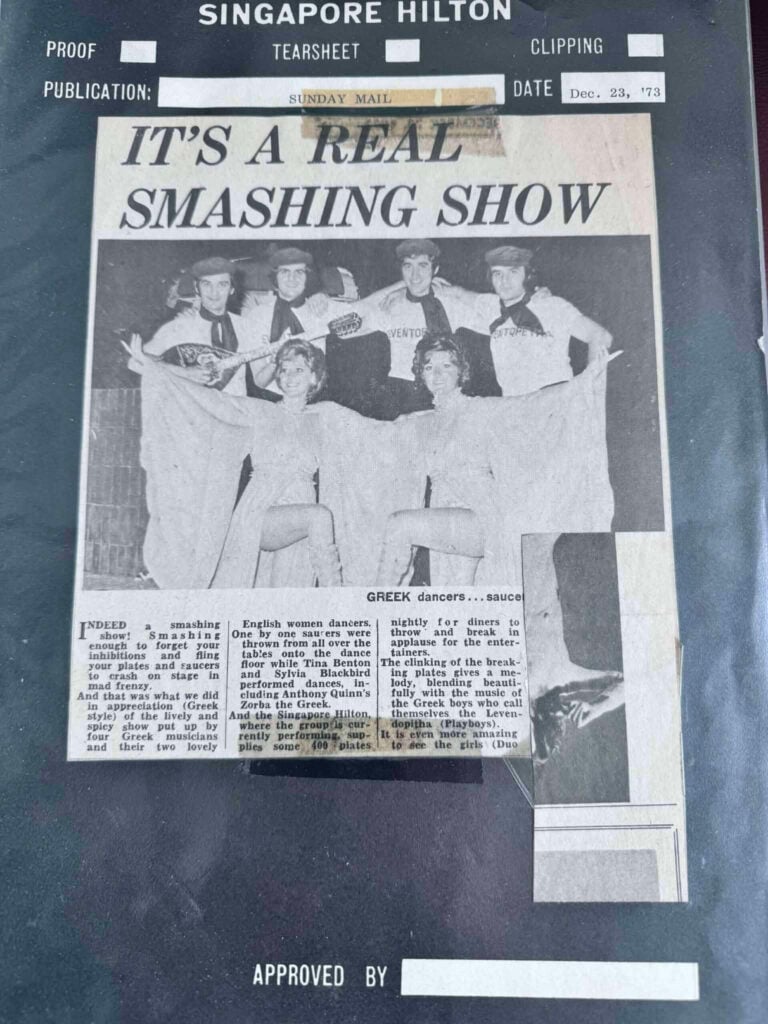 SINGAPORE HILTON
PROOF
TEARSHEET
CLIPPING
PUBLICATION: SUNDAY MAIL
DATE Dec. 23, '73
IT'S A REAL
SMASHING SHOW
GREEK dancers... sauce
INDEED a smashing
show! Smashing
enough to forget your
inhibitions and fling
your plates and saucers
to crash on stage in
mad frenzy.
And that was what we did
in appreciation (Greek
style) of the lively and
spicy show put up by
four Greek musicians
and their two lovely
English women dancers.
One by one saucers were
thrown from all over the
tables onto the dance
floor while Tina Benton
and Sylvia Blackbird
performed dances, in-
cluding Anthony Quinn's
Zorba the Greek.
And the Singapore Hilton,
where the group is cur-
rently performing, sup-
plies some 400 plates
nightly for diners to
throw and break in
applause for the enter-
tainers.
The clinking of the break-
ing plates gives a me-
lody, blending beauti-
fully with the music of
the Greek boys who call
themselves the Leven-
dopitha (Playboys).
It is even more amazing
to see the girls (Duo
APPROVED BY